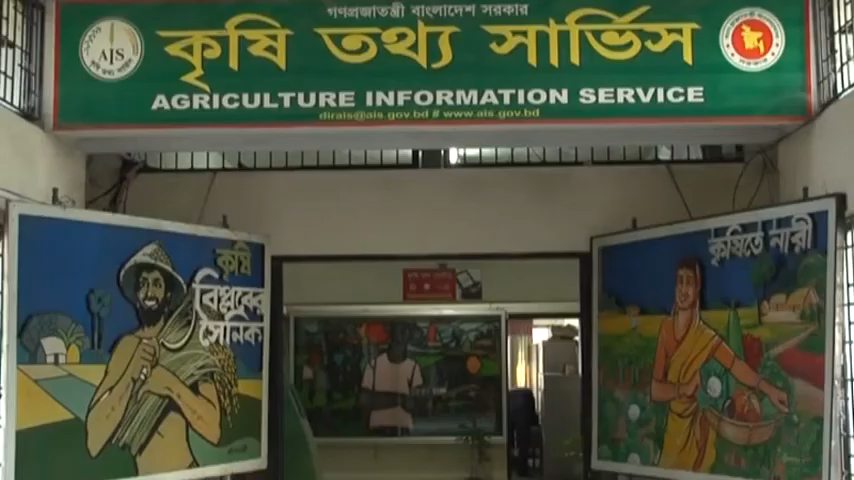 গণপ্রজাতন্ত্রী বাংলাদেশ সরকার
AIS
কৃষি তথ্য সার্ভিস
AGRICULTURE INFORMATION SERVICE
dirais@ais.gov.bd # www.ais.gov.bd
কৃষি
বিপ্লবের
সৈনিক
কৃষিতে নারী